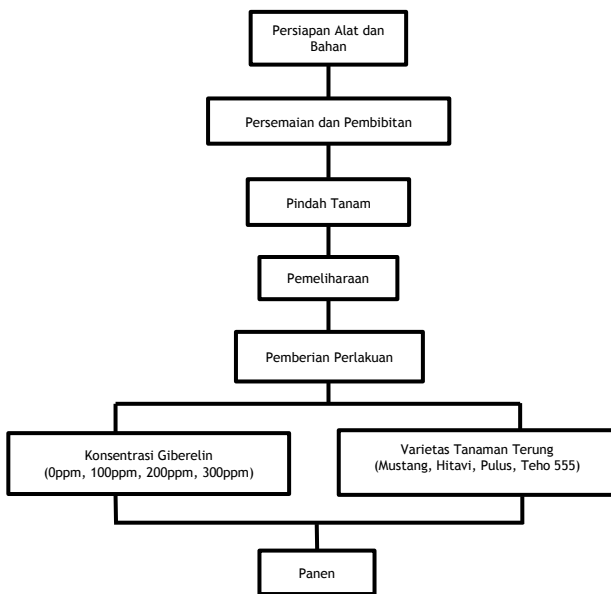 Persiapan Alat dan
Bahan
Persemaian dan Pembibitan
Pindah Tanam
Pemeliharaan
Pemberian Perlakuan
Konsentrasi Giberelin
(0ppm, 100ppm, 200ppm, 300ppm)
Varietas Tanaman Terung
(Mustang, Hitavi, Pulus, Teho 555)
Panen